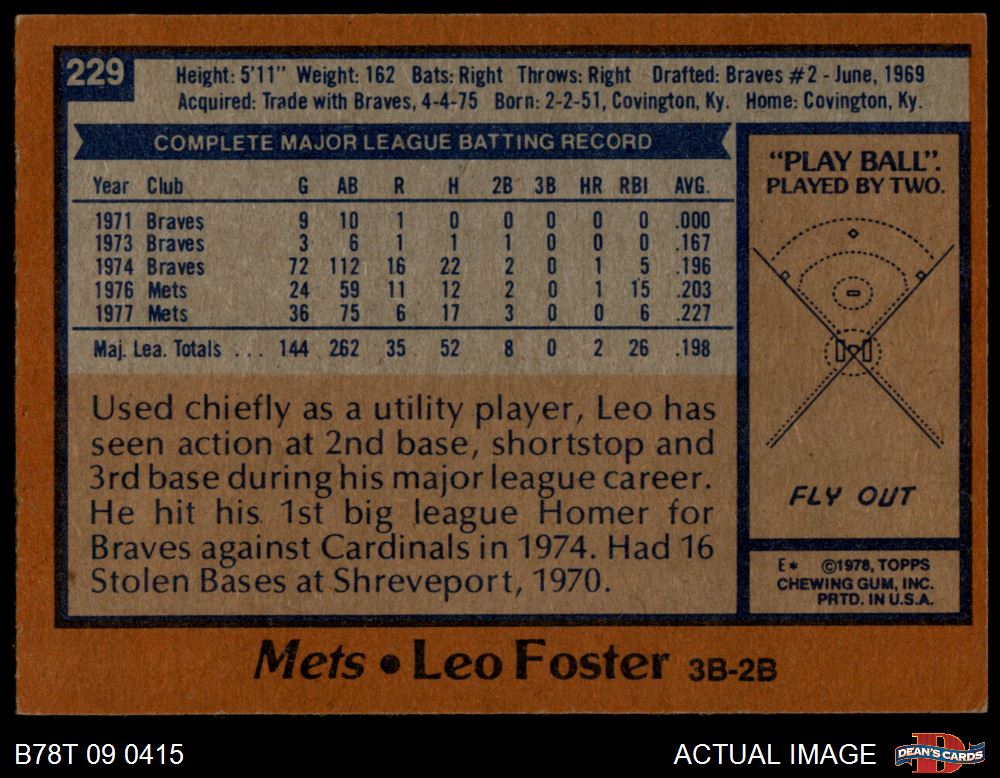 229
Height: 5'11" Weight: 162 Bats: Right Throws: Right Drafted: Braves #2 - June, 1969
Acquired: Trade with Braves, 4-4-75 Born: 2-2-51, Covington, Ky. Home: Covington, Ky.
COMPLETE MAJOR LEAGUE BATTING RECORD
Year Club G AB R H 2B 3B HR RBI AVG.
1971 Braves 9 10 1 0 0 0 0 0 .000
1973 Braves 3 6 1 1 1 0 0 0 .167
1974 Braves 72 112 16 22 2 0 1 5 .196
1976 Mets 24 59 11 12 2 0 1 15 .203
1977 Mets 36 75 6 17 3 0 0 6 .227
Maj. Lea. Totals ... 144 262 35 52 8 0 2 26 .198
Used chiefly as a utility player, Leo has
seen action at 2nd base, shortstop and
3rd base during his major league career.
He hit his 1st big league Homer for
Braves against Cardinals in 1974. Had 16
Stolen Bases at Shreveport, 1970.
"PLAY BALL".
PLAYED BY TWO.
FLY OUT
E* ©1978, TOPPS
CHEWING GUM, INC.
PRTD. IN U.S.A.
Mets • Leo Foster 3B-2B
B78T 09 0415
ACTUAL IMAGE
DEAN'S CARDS